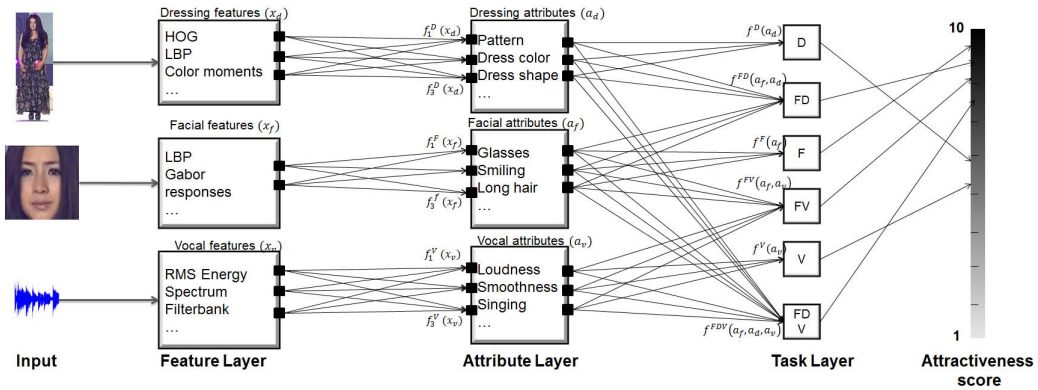 Dressing features (x_d)
HOG
LBP
Color moments
…
Facial features (x_f)
LBP
Gabor
responses
…
Vocal features (x_v)
RMS Energy
Spectrum
Filterbank
…
f_1^D (x_d)
f_3^D (x_d)
f_1^F (x_f)
f_3^f (x_f)
f_1^V (x_v)
f_3^V (x_v)
Dressing attributes (a_d)
Pattern
Dress color
Dress shape
…
Facial attributes (a_f)
Glasses
Smiling
Long hair
…
Vocal attributes (a_v)
Loudness
Smoothness
Singing
…
f^D(a_d)
D
f^FD(a_f, a_d)
FD
f^F(a_f)
F
f^FV(a_f, a_v)
FV
f^V(a_v)
V
f^FDV(a_f, a_d, a_v)
FD
V
10
1
Input
Feature Layer
Attribute Layer
Task Layer
Attractiveness
score